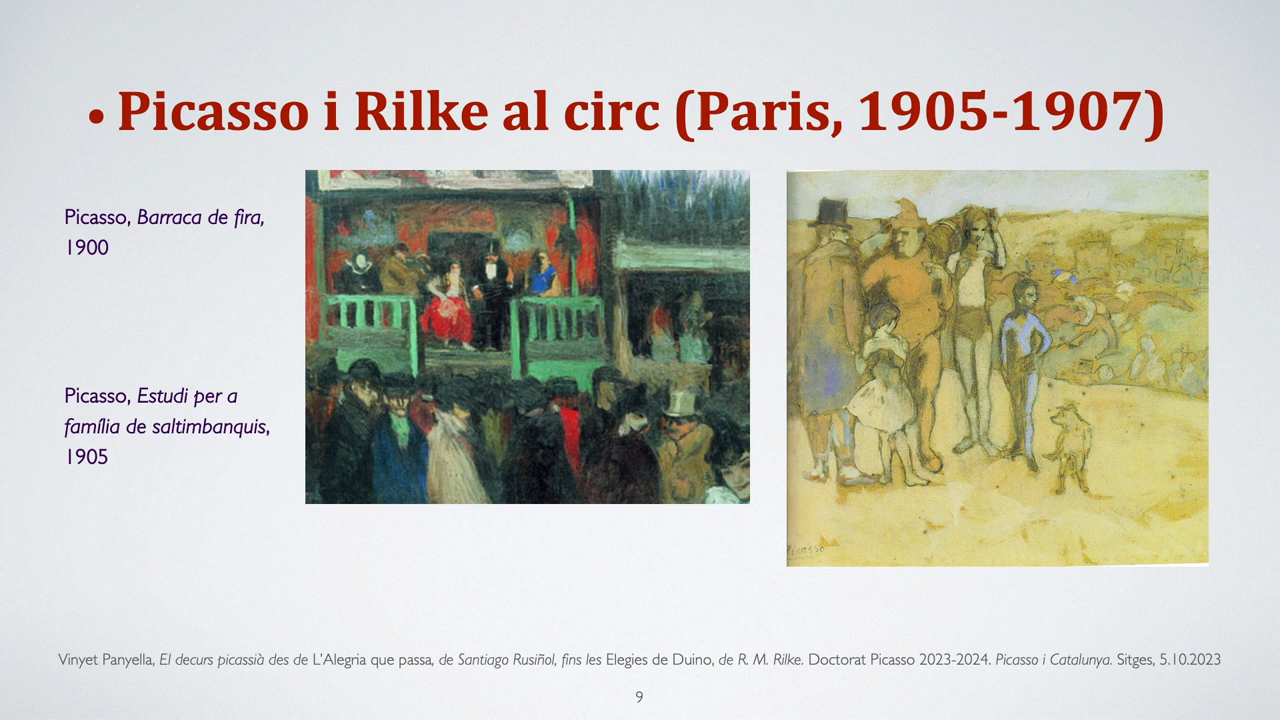 • Picasso i Rilke al circ (Paris, 1905-1907)
Picasso, Barraca de fira,
1900
Picasso, Estudi per a
família de saltimbanquis,
1905
Picasso
Vinyet Panyella, El decurs picassià des de L’Alegria que passa, de Santiago Rusiñol, fins les Elegies de Duino, de R. M. Rilke. Doctorat Picasso 2023-2024. Picasso i Catalunya. Sitges, 5.10.2023
9